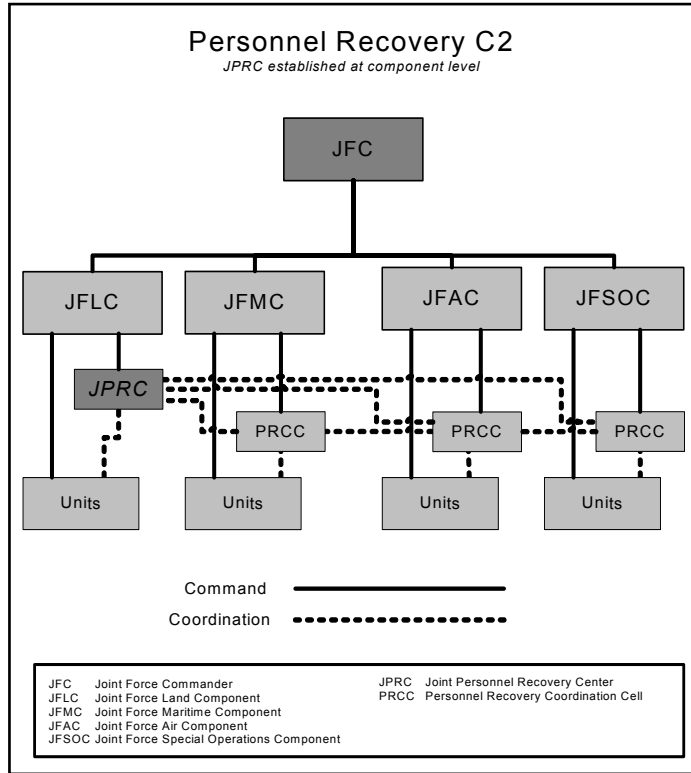 Personnel Recovery C2
JPRC established at component level
JFC
JFLC JFMC JFAC JFSOC
JPRC
PRCC PRCC PRCC
Units Units Units Units
Command
Coordination
JFC Joint Force Commander
JFLC Joint Force Land Component
JFMC Joint Force Maritime Component
JFAC Joint Force Air Component
JFSOC Joint Force Special Operations Component
JPRC Joint Personnel Recovery Center
PRCC Personnel Recovery Coordination Cell